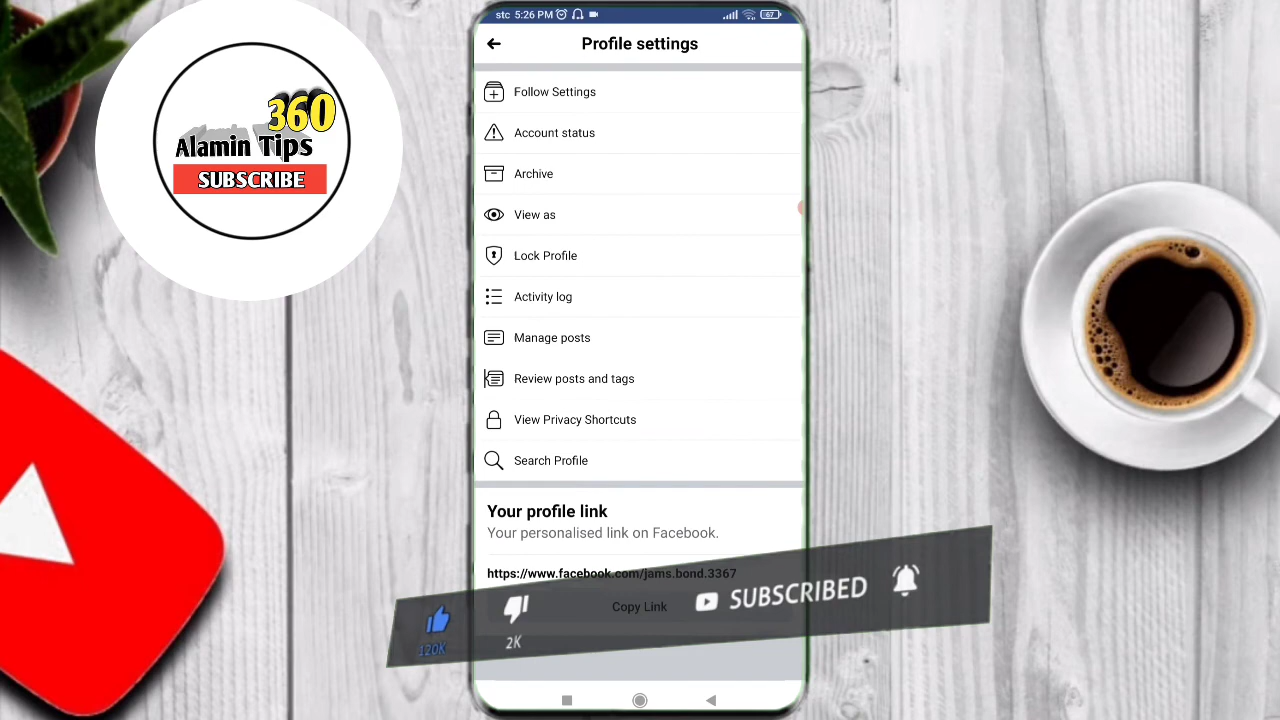 360
Alamin Tips
SUBSCRIBE
stc 5:26 PM
67
Profile settings
Follow Settings
Account status
Archive
View as
Lock Profile
Activity log
Manage posts
Review posts and tags
View Privacy Shortcuts
Search Profile
Your profile link
Your personalised link on Facebook.
https://www.facebook.com/jams.bond.3367
Copy Link
SUBSCRIBED
120K
2K